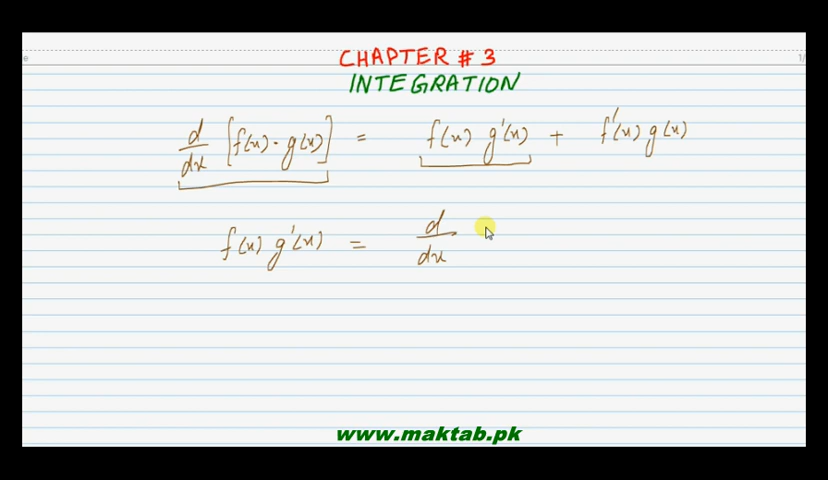 CHAPTER # 3
INTEGRATION
d/dx [f(x) · g(x)] = f(x) g'(x) + f'(x) g(x)
f(x) g'(x) = d/dx
www.maktab.pk